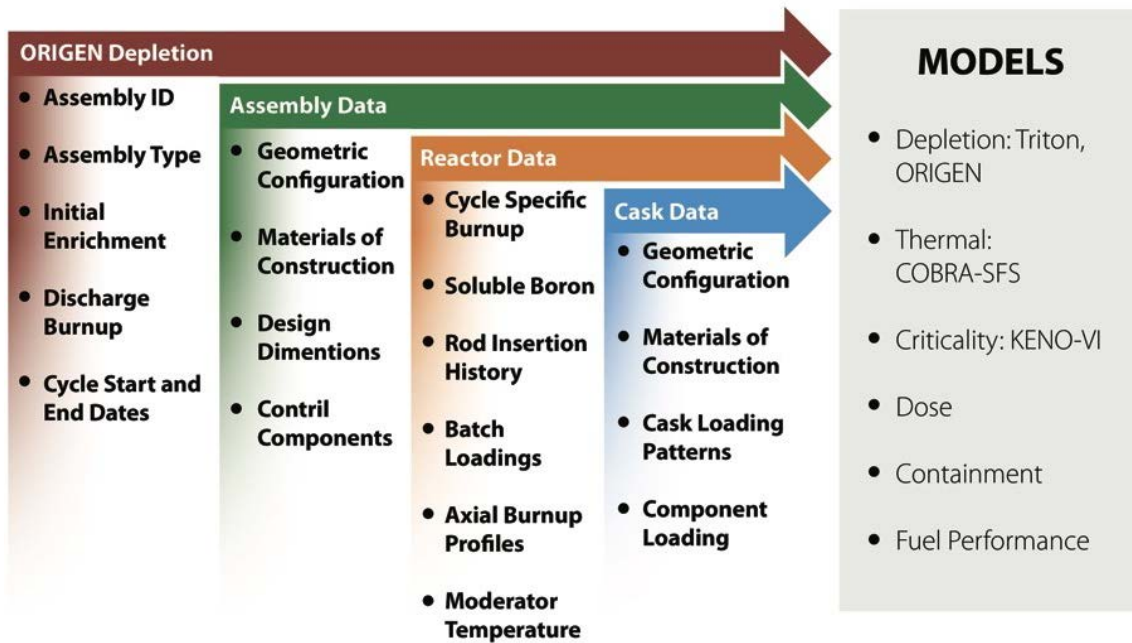 ORIGEN Depletion
• Assembly ID
• Assembly Type
• Initial
Enrichment
• Discharge
Burnup
• Cycle Start and
End Dates
Assembly Data
• Geometric
Configuration
• Materials of
Construction
• Design
Dimentions
• Contril
Components
Reactor Data
• Cycle Specific
Burnup
• Soluble Boron
• Rod Insertion
History
• Batch
Loadings
• Axial Burnup
Profiles
• Moderator
Temperature
Cask Data
• Geometric
Configuration
• Materials of
Construction
• Cask Loading
Patterns
• Component
Loading
MODELS
• Depletion: Triton,
ORIGEN
• Thermal:
COBRA-SFS
• Criticality: KENO-VI
• Dose
• Containment
• Fuel Performance